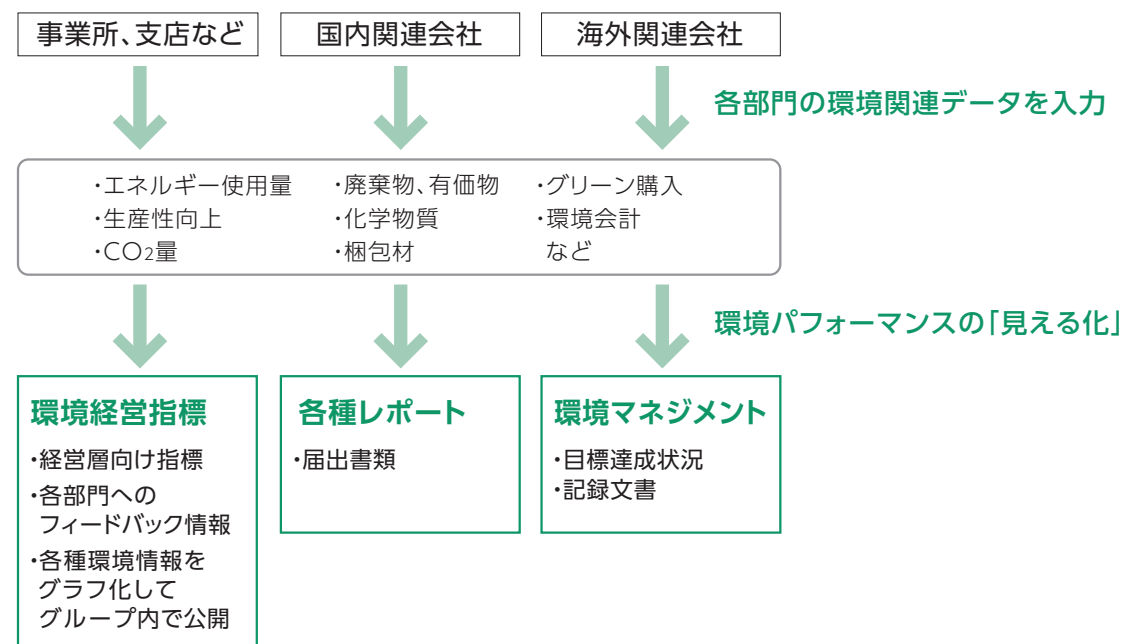 事業所、支店など
国内関連会社
海外関連会社
各部門の環境関連データを入力
・エネルギー使用量
・生産性向上
・CO2量
・廃棄物、有価物
・化学物質
・梱包材
・グリーン購入
・環境会計
など
環境パフォーマンスの「見える化」
環境経営指標
・経営層向け指標
・各部門への
フィードバック情報
・各種環境情報を
グラフ化して
グループ内で公開
各種レポート
・届出書類
環境マネジメント
・目標達成状況
・記録文書